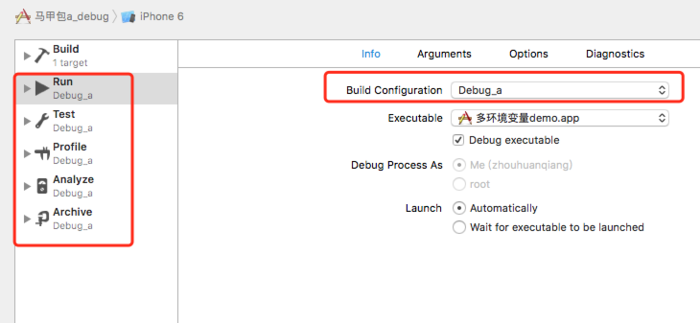 马甲包a_debug
iPhone 6
Build
1 target
Run
Debug_a
Test
Debug_a
Profile
Debug_a
Analyze
Debug_a
Archive
Debug_a
Info
Arguments
Options
Diagnostics
Build Configuration
Debug_a
Executable
多环境变量demo.app
Debug executable
Debug Process As
Me (zhouhuanqiang)
root
Launch
Automatically
Wait for executable to be launched